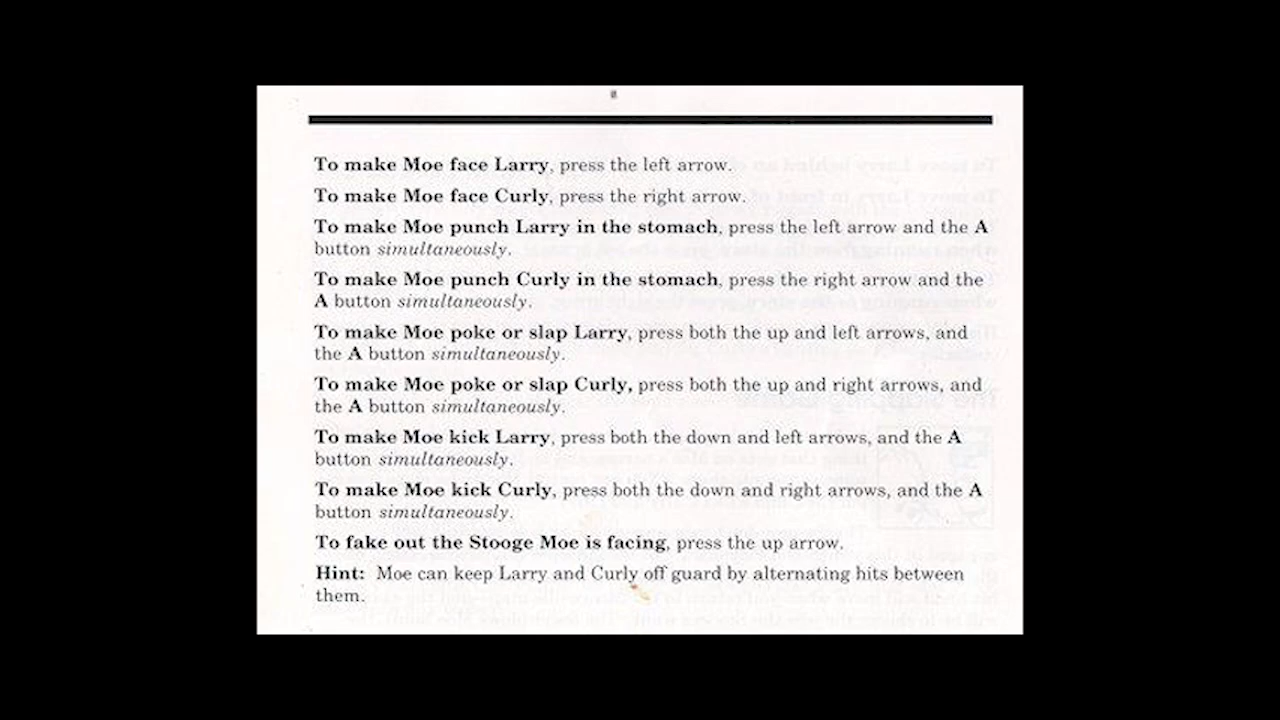 To make Moe face Larry, press the left arrow.
To make Moe face Curly, press the right arrow.
To make Moe punch Larry in the stomach, press the left arrow and the A
button simultaneously.
To make Moe punch Curly in the stomach, press the right arrow and the
A button simultaneously.
To make Moe poke or slap Larry, press both the up and left arrows, and
the A button simultaneously.
To make Moe poke or slap Curly, press both the up and right arrows, and
the A button simultaneously.
To make Moe kick Larry, press both the down and left arrows, and the A
button simultaneously.
To make Moe kick Curly, press both the down and right arrows, and the A
button simultaneously.
To fake out the Stooge Moe is facing, press the up arrow.
Hint: Moe can keep Larry and Curly off guard by alternating hits between
them.